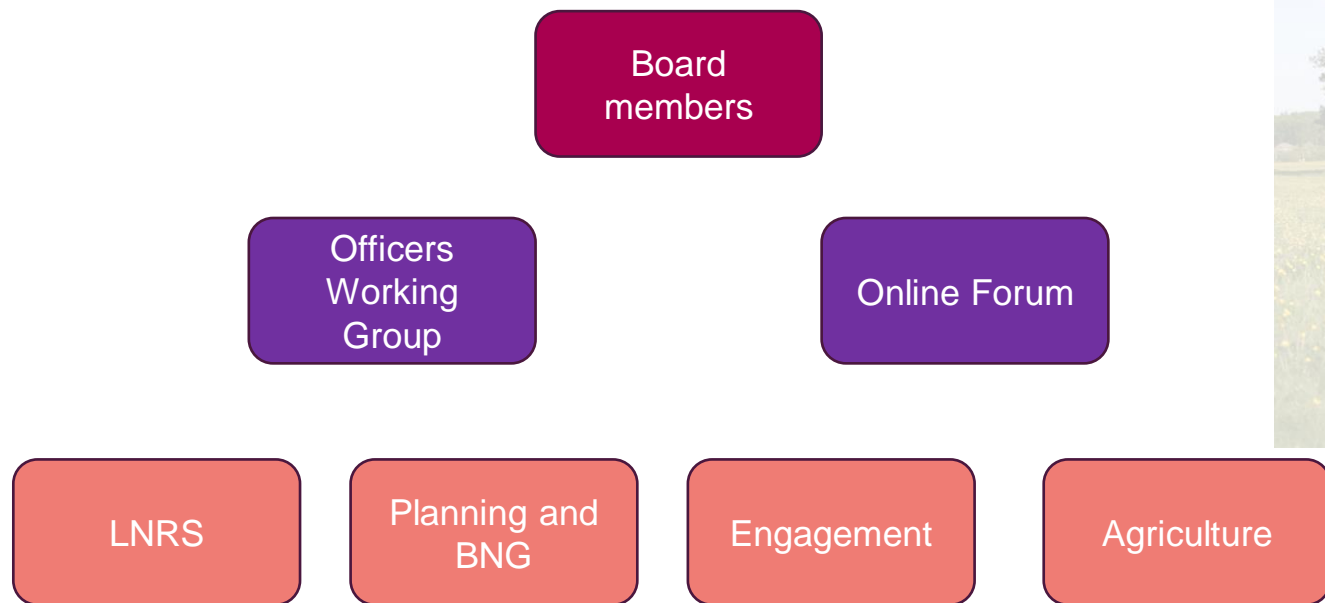 Board
members
Officers
Working
Group
Online Forum
LNRS
Planning and
BNG
Engagement
Agriculture